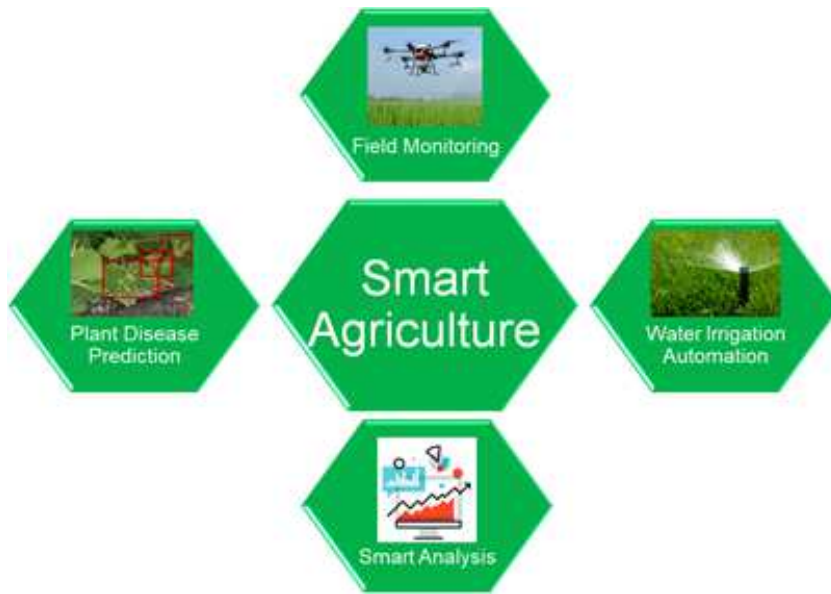 Field Monitoring
Plant Disease
Prediction
Smart
Agriculture
Water Irrigation
Automation
Smart Analysis